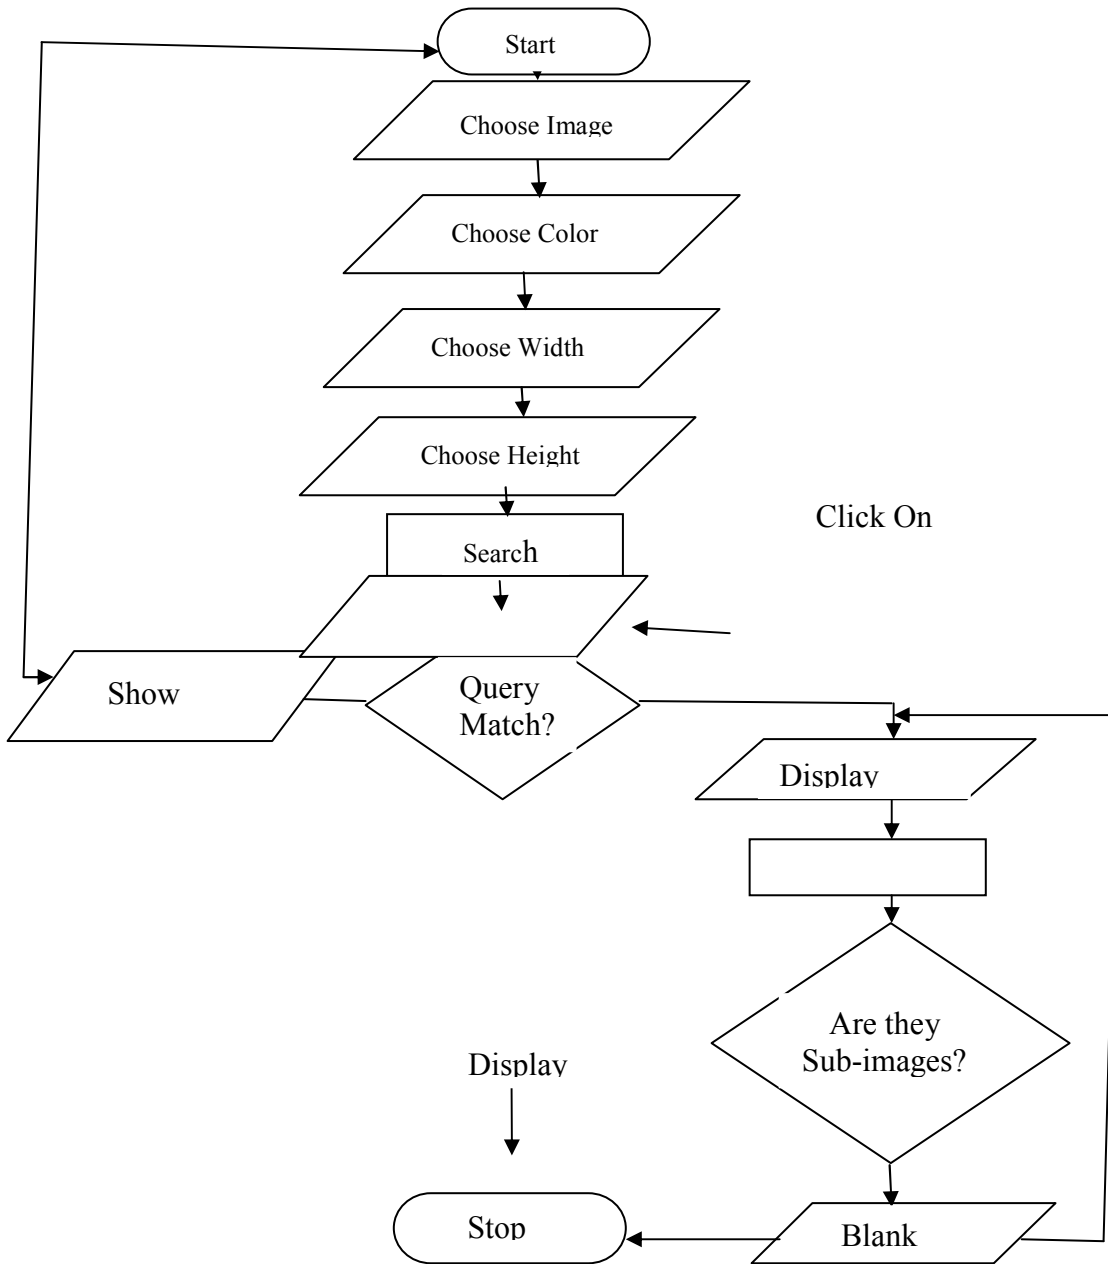 Start
Choose Image
Choose Color
Choose Width
Choose Height
Click On
Search
Show
Query
Match?
Display
Are they
Sub-images?
Display
Stop
Blank